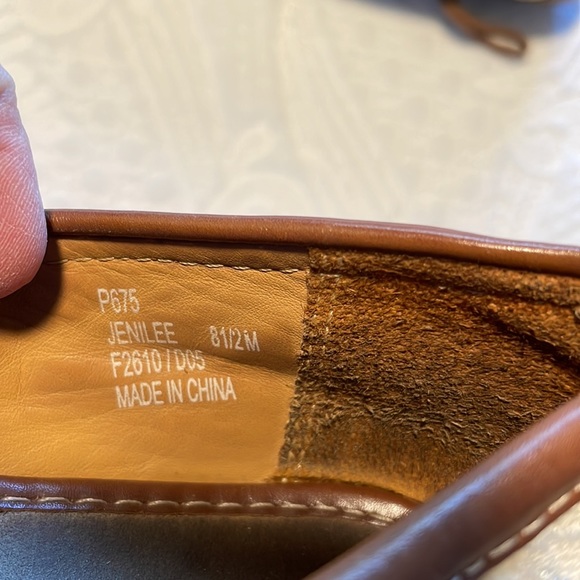 P675
JENILEE 81/2M
F2610/D05
MADE IN CHINA